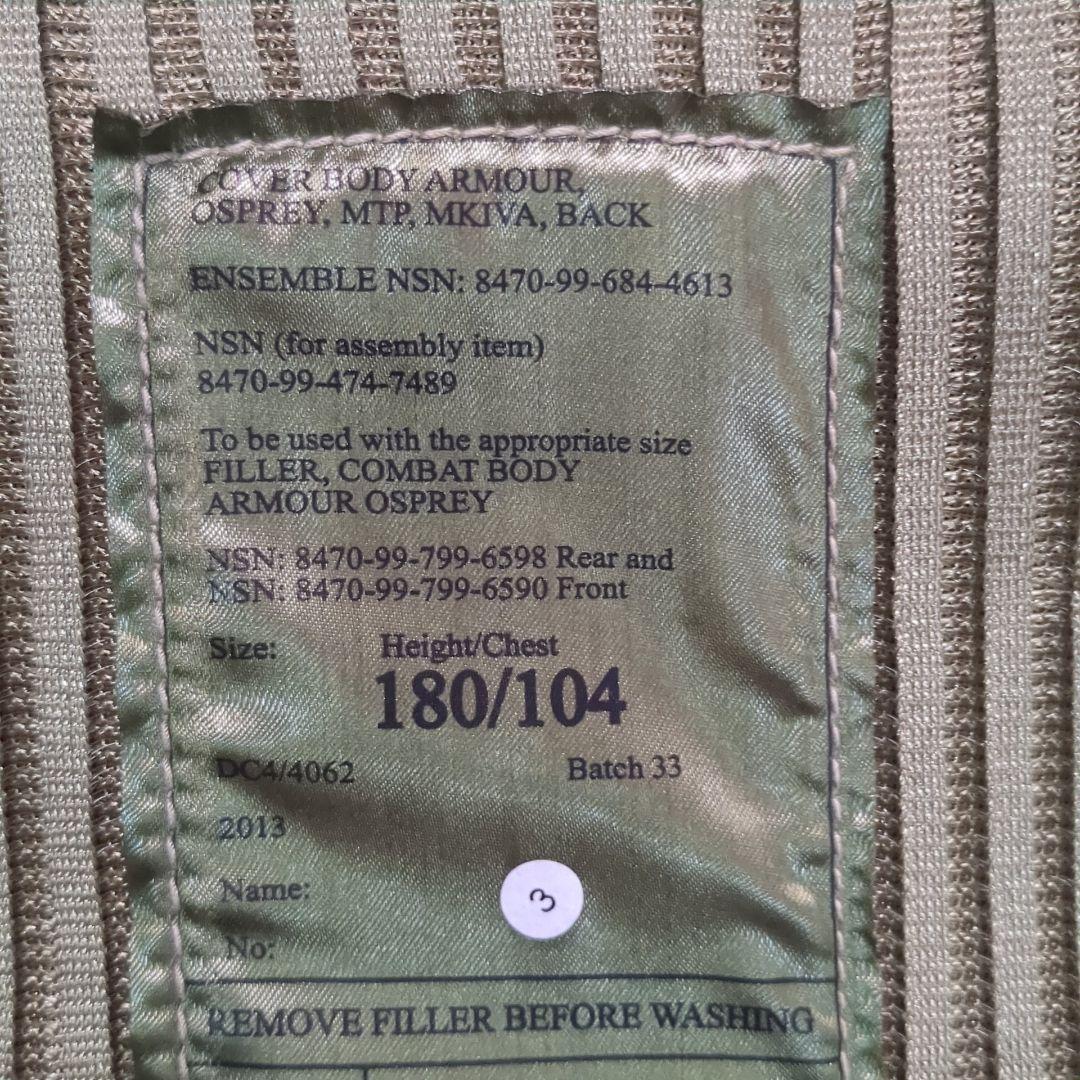 COVER BODY ARMOUR,
OSPREY, MTP, MKIVA, BACK
ENSEMBLE NSN: 8470-99-684-4613
NSN (for assembly item)
8470-99-474-7489
To be used with the appropriate size
FILLER, COMBAT BODY
ARMOUR OSPREY
NSN: 8470-99-799-6598 Rear and
NSN: 8470-99-799-6590 Front
Size: Height/Chest
180/104
DC4/4062 Batch 33
2013
Name:
3
No:
REMOVE FILLER BEFORE WASHING